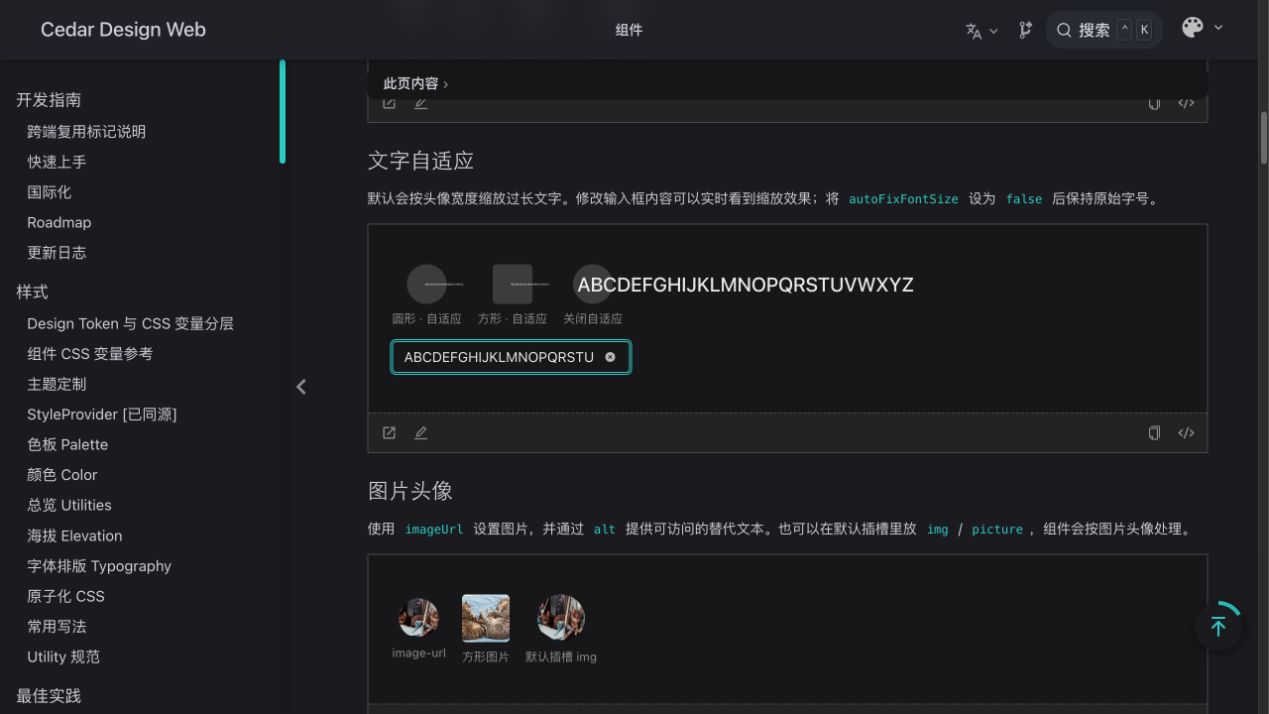 Cedar Design Web
组件
搜索 ^ K
开发指南
跨端复用标记说明
快速上手
国际化
Roadmap
更新日志
样式
Design Token 与 CSS 变量分层
组件 CSS 变量参考
主题定制
StyleProvider [已同源]
色板 Palette
颜色 Color
总览 Utilities
海拔 Elevation
字体排版 Typography
原子化 CSS
常用写法
Utility 规范
最佳实践
此页内容 ›
文字自适应
默认会按头像宽度缩放过长文字。修改输入框内容可以实时看到缩放效果；将 autoFixFontSize 设为 false 后保持原始字号。
ABCDEFGHIJKLMNOPQRSTUVWXYZ
圆形 · 自适应
方形 · 自适应
关闭自适应
ABCDEFGHIJKLMNOPQRSTU
图片头像
使用 imageUrl 设置图片，并通过 alt 提供可访问的替代文本。也可以在默认插槽里放 img / picture ，组件会按图片头像处理。
image-url
方形图片
默认插槽 img